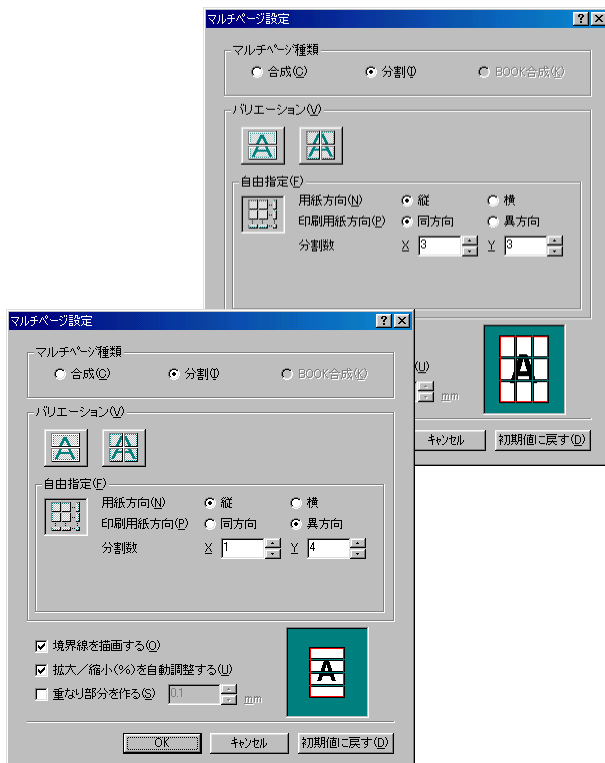 マルチページ設定
マルチページ種類
合成(C) 分割(I) BOOK合成(K)
バリエーション(V)
自由指定(F)
用紙方向(N) 縦 横
印刷用紙方向(P) 同方向 異方向
分割数 X 3 Y 3
(U)
mm
キャンセル 初期値に戻す(D)
マルチページ設定
マルチページ種類
合成(C) 分割(I) BOOK合成(K)
バリエーション(V)
自由指定(F)
用紙方向(N) 縦 横
印刷用紙方向(P) 同方向 異方向
分割数 X 1 Y 4
境界線を描画する(O)
拡大/縮小(%)を自動調整する(U)
重なり部分を作る(S) 0.1 mm
OK キャンセル 初期値に戻す(D)